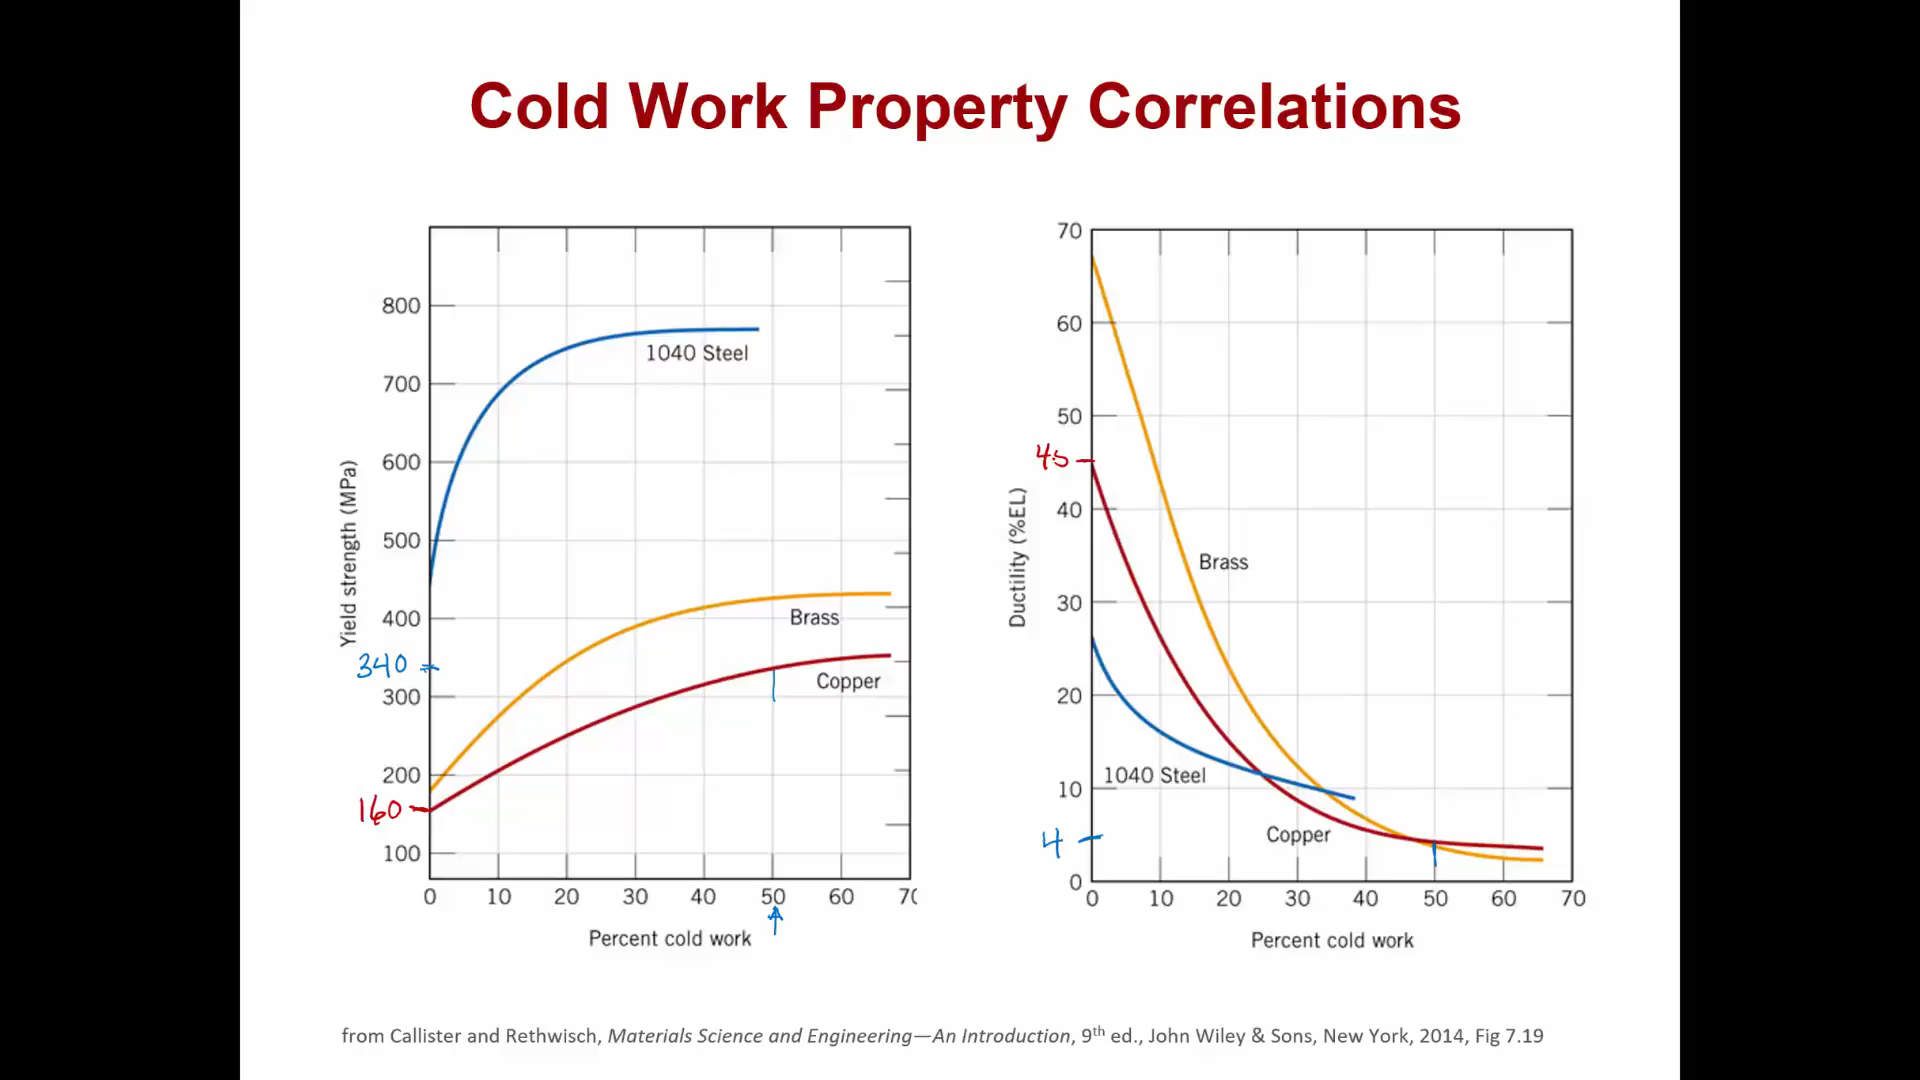 Cold Work Property Correlations
800
700
600
500
400
340
300
200
160
100
Yield strength (MPa)
1040 Steel
Brass
Copper
0 10 20 30 40 50 60 70
Percent cold work
70
60
50
45
40
30
20
10
4
0
Ductility (%EL)
Brass
1040 Steel
Copper
0 10 20 30 40 50 60 70
Percent cold work
from Callister and Rethwisch, Materials Science and Engineering—An Introduction, 9th ed., John Wiley & Sons, New York, 2014, Fig 7.19